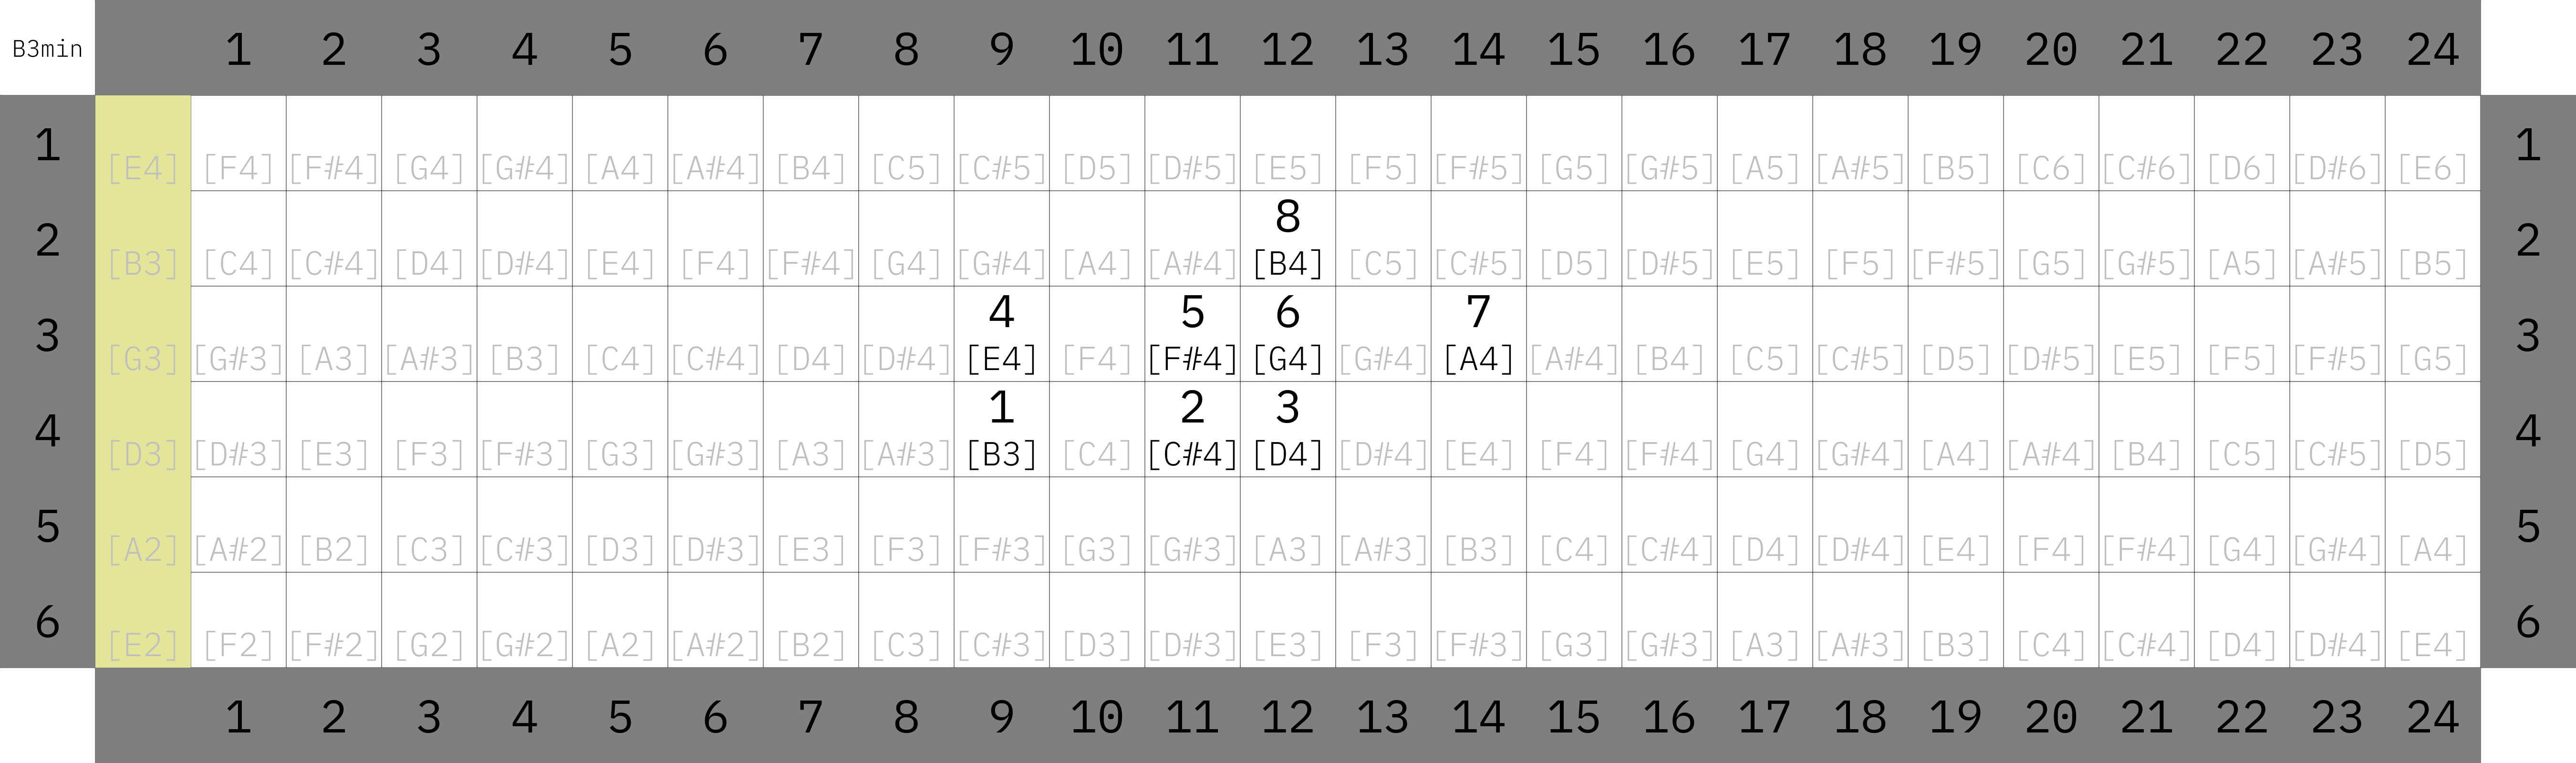 B3min 1 2 3 4 5 6 7 8 9 10 11 12 13 14 15 16 17 18 19 20 21 22 23 24
1 [E4] [F4] [F#4] [G4] [G#4] [A4] [A#4] [B4] [C5] [C#5] [D5] [D#5] [E5] [F5] [F#5] [G5] [G#5] [A5] [A#5] [B5] [C6] [C#6] [D6] [D#6] [E6] 1
8
2 [B3] [C4] [C#4] [D4] [D#4] [E4] [F4] [F#4] [G4] [G#4] [A4] [A#4] [B4] [C5] [C#5] [D5] [D#5] [E5] [F5] [F#5] [G5] [G#5] [A5] [A#5] [B5] 2
4 5 6 7
3 [G3] [G#3] [A3] [A#3] [B3] [C4] [C#4] [D4] [D#4] [E4] [F4] [F#4] [G4] [G#4] [A4] [A#4] [B4] [C5] [C#5] [D5] [D#5] [E5] [F5] [F#5] [G5] 3
1 2 3
4 [D3] [D#3] [E3] [F3] [F#3] [G3] [G#3] [A3] [A#3] [B3] [C4] [C#4] [D4] [D#4] [E4] [F4] [F#4] [G4] [G#4] [A4] [A#4] [B4] [C5] [C#5] [D5] 4
5 [A2] [A#2] [B2] [C3] [C#3] [D3] [D#3] [E3] [F3] [F#3] [G3] [G#3] [A3] [A#3] [B3] [C4] [C#4] [D4] [D#4] [E4] [F4] [F#4] [G4] [G#4] [A4] 5
6 [E2] [F2] [F#2] [G2] [G#2] [A2] [A#2] [B2] [C3] [C#3] [D3] [D#3] [E3] [F3] [F#3] [G3] [G#3] [A3] [A#3] [B3] [C4] [C#4] [D4] [D#4] [E4] 6
1 2 3 4 5 6 7 8 9 10 11 12 13 14 15 16 17 18 19 20 21 22 23 24